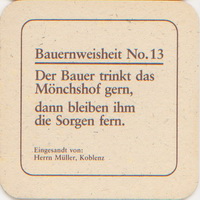 Bauernweisheit No.13
Der Bauer trinkt das
Mönchshof gern,
dann bleiben ihm
die Sorgen fern.
Eingesandt von:
Herrn Müller, Koblenz